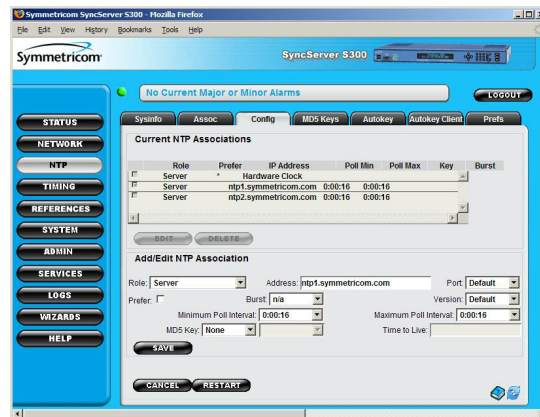 Symmetricom SyncServer S300 - Mozilla Firefox
File Edit View History Bookmarks Tools Help
Symmetricom
SyncServer S300
No Current Major or Minor Alarms
LOGOUT
Sysinfo Assoc Config MD5 Keys Autokey Autokey Client Prefs
STATUS
NETWORK
NTP
TIMING
REFERENCES
SYSTEM
ADMIN
SERVICES
LOGS
WIZARDS
HELP
Current NTP Associations
Role Prefer IP Address Poll Min Poll Max Key Burst
Server * Hardware Clock
Server ntp1.symmetricom.com 0:00:16 0:00:16
Server ntp2.symmetricom.com 0:00:16 0:00:16
EDIT DELETE
Add/Edit NTP Association
Role: Server Address: ntp1.symmetricom.com Port: Default
Prefer: Burst: n/a Version: Default
Minimum Poll Interval: 0:00:16 Maximum Poll Interval: 0:00:16
MD5 Key: None Time to Live:
SAVE
CANCEL RESTART